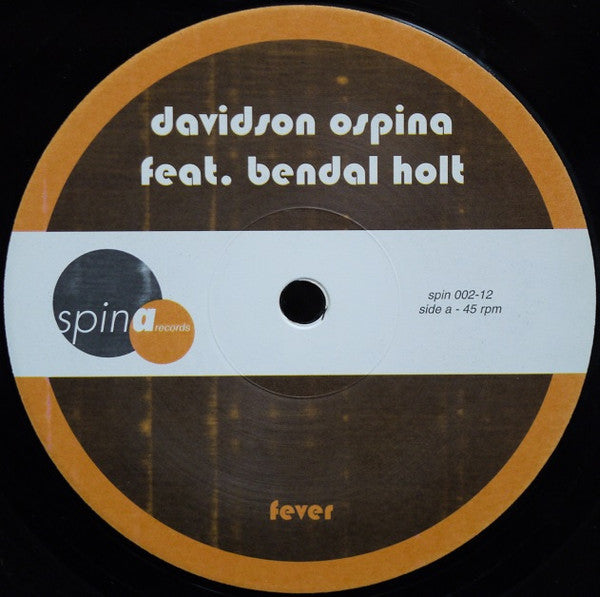 davidson ospina
feat. bendal holt
spina records
spin 002-12
side a - 45 rpm
fever